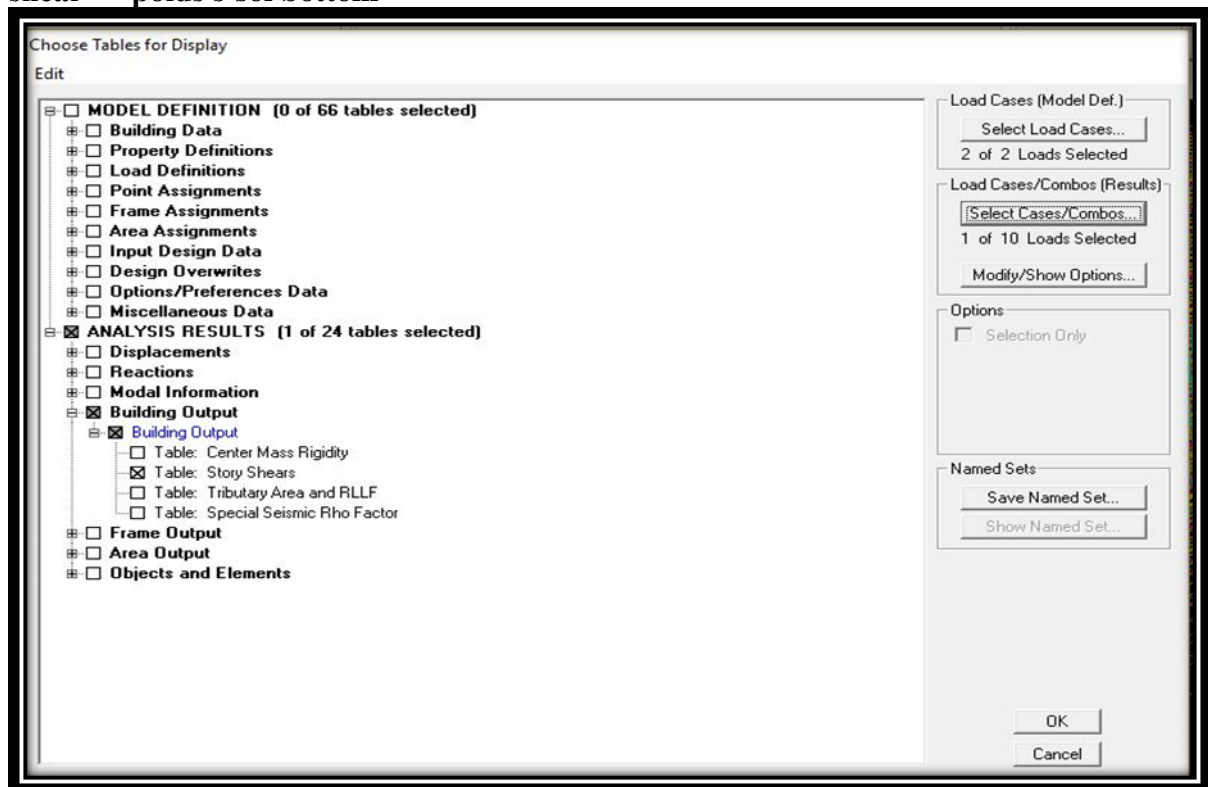 Choose Tables for Display
Edit
MODEL DEFINITION (0 of 66 tables selected)
Building Data
Property Definitions
Load Definitions
Point Assignments
Frame Assignments
Area Assignments
Input Design Data
Design Overwrites
Options/Preferences Data
Miscellaneous Data
ANALYSIS RESULTS (1 of 24 tables selected)
Displacements
Reactions
Modal Information
Building Output
Building Output
Table: Center Mass Rigidity
Table: Story Shears
Table: Tributary Area and RLLF
Table: Special Seismic Rho Factor
Frame Output
Area Output
Objects and Elements
Load Cases (Model Def.)
Select Load Cases...
2 of 2 Loads Selected
Load Cases/Combos (Results)
Select Cases/Combos...
1 of 10 Loads Selected
Modify/Show Options...
Options
Selection Only
Named Sets
Save Named Set...
Show Named Set...
OK
Cancel